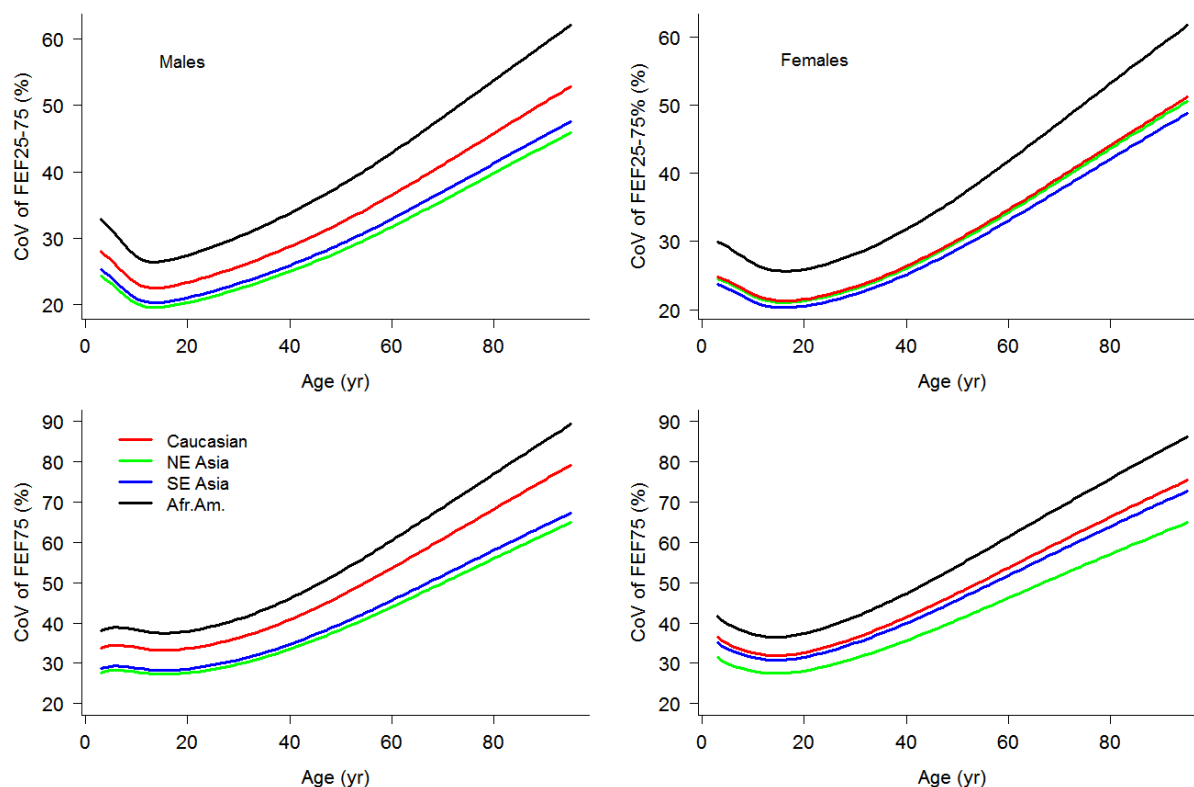 Males
CoV of FEF25-75 (%)
60
50
40
30
20
0 20 40 60 80
Age (yr)
Females
CoV of FEF25-75% (%)
60
50
40
30
20
0 20 40 60 80
Age (yr)
CoV of FEF75 (%)
90
80
70
60
50
40
30
20
Caucasian
NE Asia
SE Asia
Afr.Am.
0 20 40 60 80
Age (yr)
CoV of FEF75 (%)
90
80
70
60
50
40
30
20
0 20 40 60 80
Age (yr)